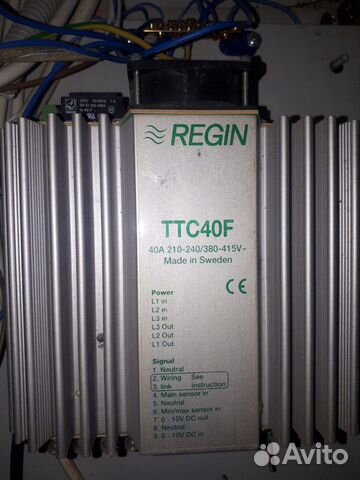 REGIN
TTC40F
40A 210-240/380-415V~
Made in Sweden
CE
Power
L1 in
L2 in
L3 in
L3 Out
L2 Out
L1 Out
Signal
1. Neutral
2. Wiring See
3. link instruction
4. Main sensor in
5. Neutral
6. Min/max sensor in
7. 0 - 10V DC out
8. Neutral
9. 0 - 10V DC in
Avito